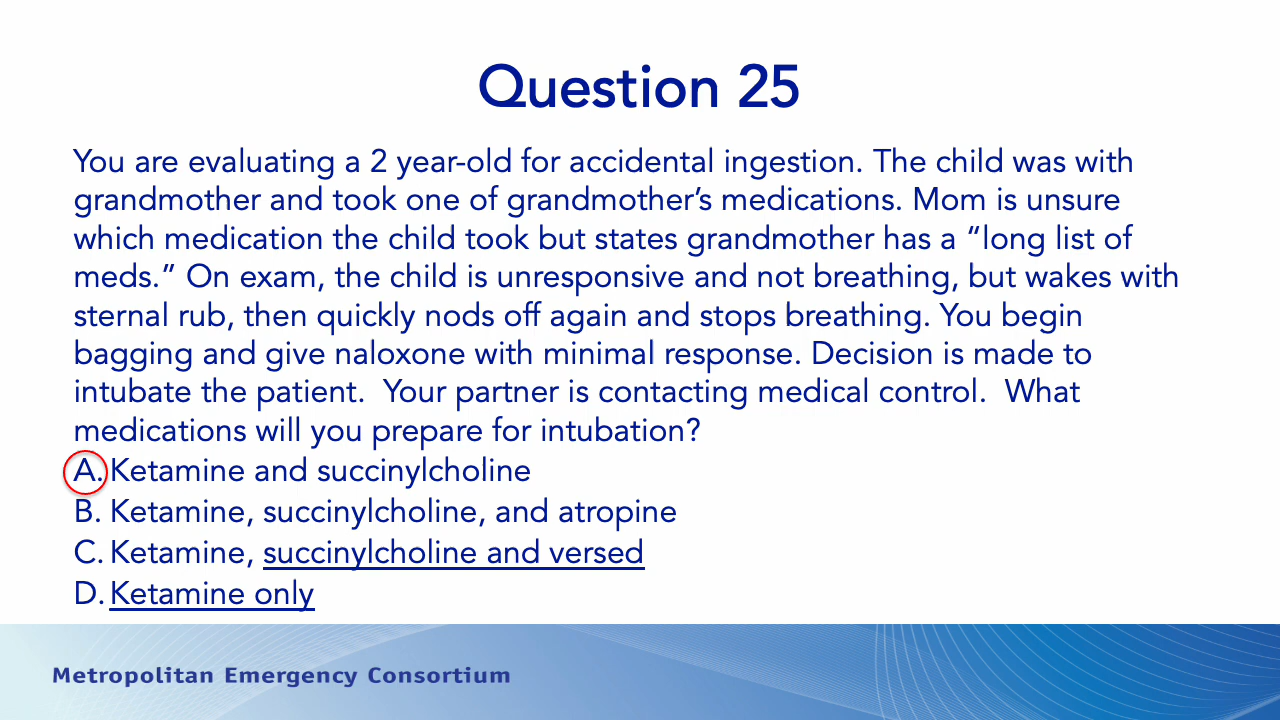 Question 25
You are evaluating a 2 year-old for accidental ingestion. The child was with
grandmother and took one of grandmother’s medications. Mom is unsure
which medication the child took but states grandmother has a “long list of
meds.” On exam, the child is unresponsive and not breathing, but wakes with
sternal rub, then quickly nods off again and stops breathing. You begin
bagging and give naloxone with minimal response. Decision is made to
intubate the patient.  Your partner is contacting medical control.  What
medications will you prepare for intubation?
A. Ketamine and succinylcholine
B. Ketamine, succinylcholine, and atropine
C. Ketamine, succinylcholine and versed
D. Ketamine only
Metropolitan Emergency Consortium